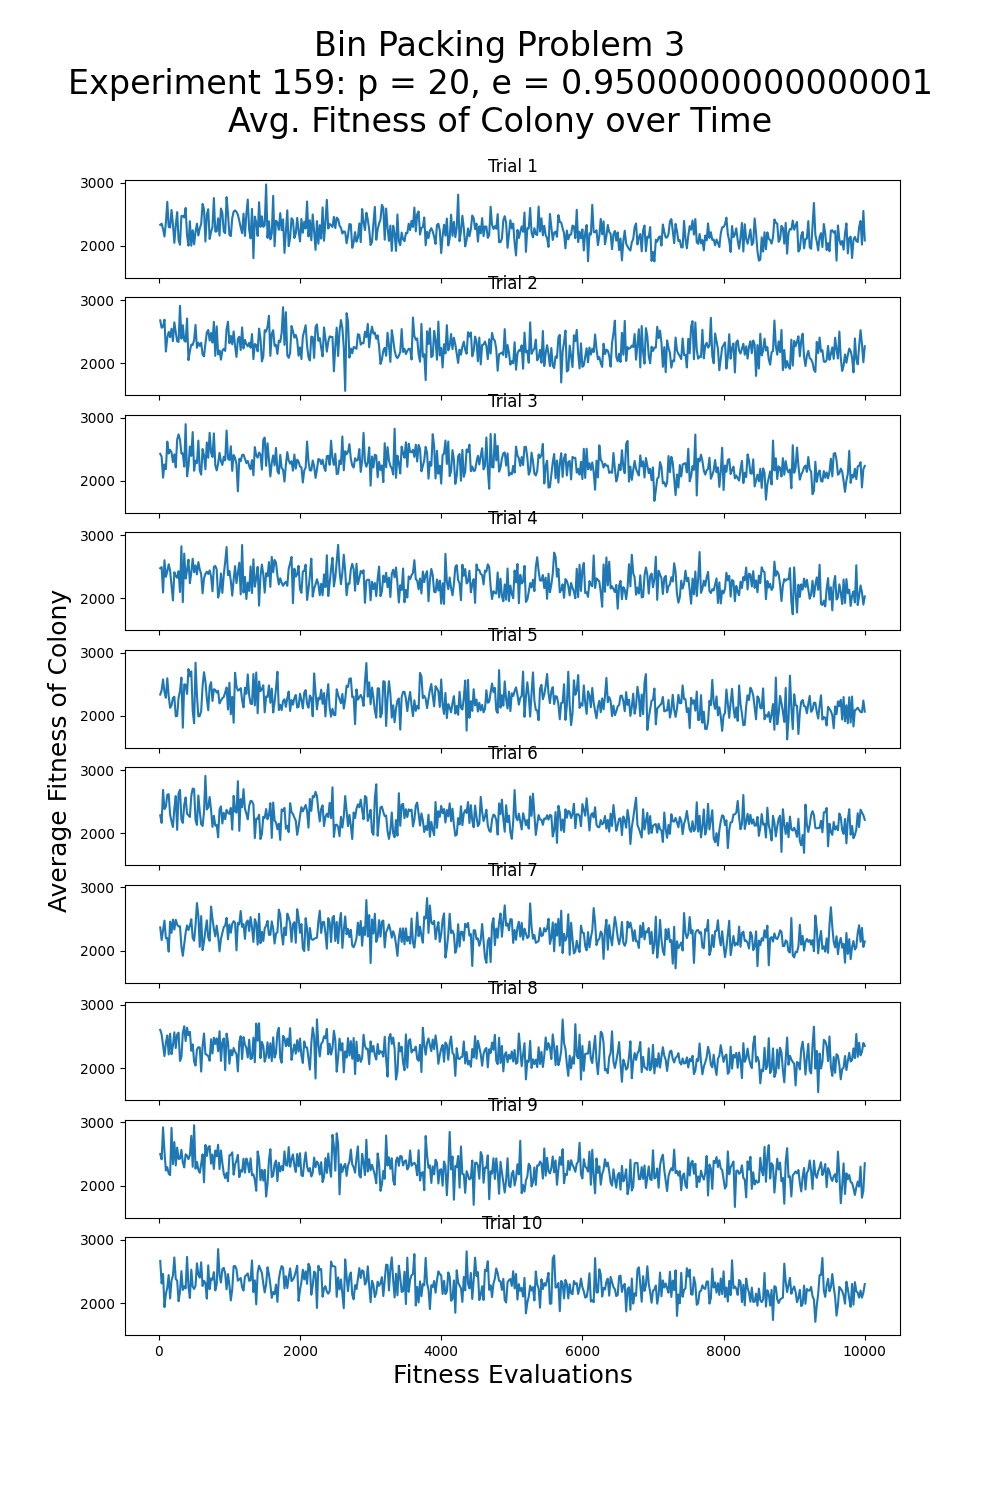 Bin Packing Problem 3
Experiment 159: p = 20, e = 0.9500000000000001
Avg. Fitness of Colony over Time
Trial 1
3000
2000
Trial 2
3000
2000
Trial 3
3000
2000
Trial 4
3000
2000
Trial 5
3000
2000
Trial 6
3000
2000
Trial 7
3000
2000
Trial 8
3000
2000
Trial 9
3000
2000
Trial 10
3000
2000
0 2000 4000 6000 8000 10000
Fitness Evaluations
Average Fitness of Colony